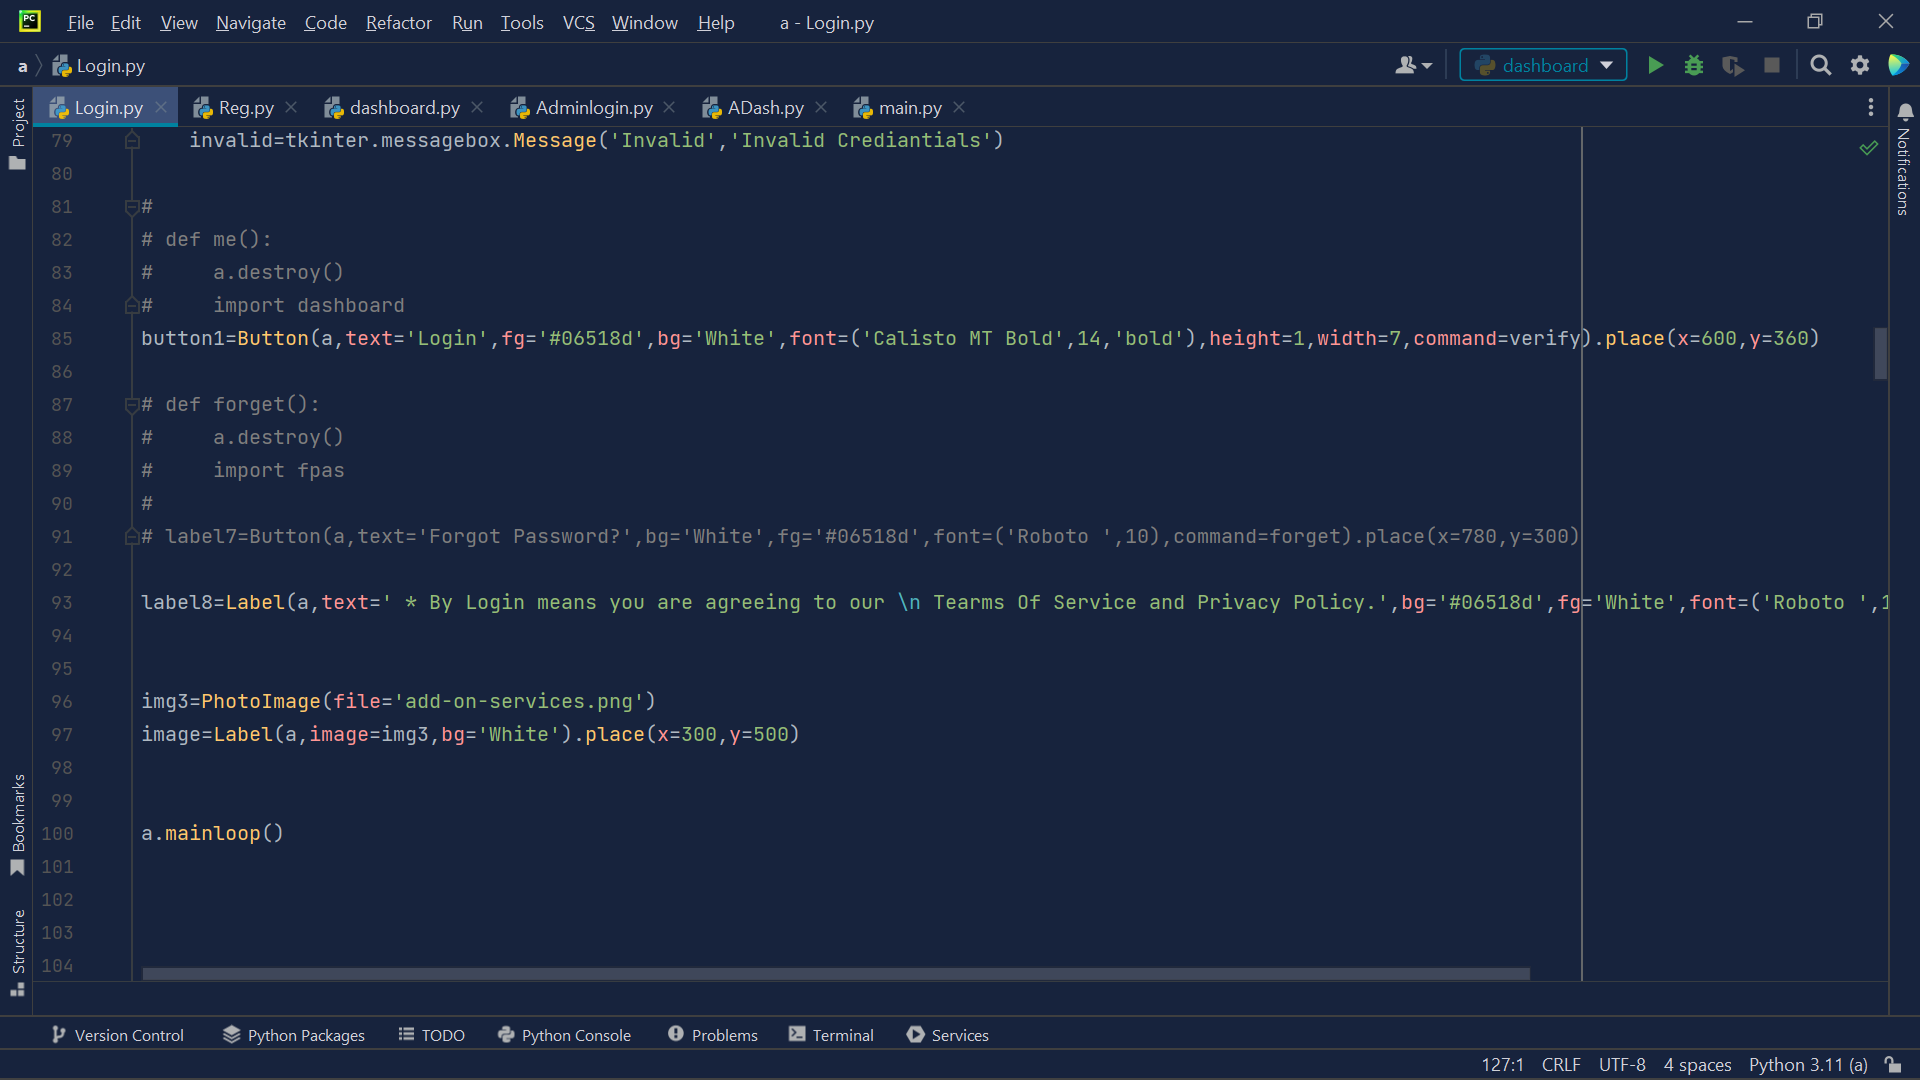 PC File Edit View Navigate Code Refactor Run Tools VCS Window Help a - Login.py
a Login.py dashboard
Login.py Reg.py dashboard.py Adminlogin.py ADash.py main.py
Project
Bookmarks
Structure
Notifications
79 invalid=tkinter.messagebox.Message('Invalid','Invalid Crediantials')
80
81 #
82 # def me():
83 #     a.destroy()
84 #     import dashboard
85 button1=Button(a,text='Login',fg='#06518d',bg='White',font=('Calisto MT Bold',14,'bold'),height=1,width=7,command=verify).place(x=600,y=360)
86
87 # def forget():
88 #     a.destroy()
89 #     import fpas
90 #
91 # label7=Button(a,text='Forgot Password?',bg='White',fg='#06518d',font=('Roboto ',10),command=forget).place(x=780,y=300)
92
93 label8=Label(a,text=' * By Login means you are agreeing to our \n Tearms Of Service and Privacy Policy.',bg='#06518d',fg='White',font=('Roboto ',1
94
95
96 img3=PhotoImage(file='add-on-services.png')
97 image=Label(a,image=img3,bg='White').place(x=300,y=500)
98
99
100 a.mainloop()
101
102
103
104
Version Control Python Packages TODO Python Console Problems Terminal Services
127:1 CRLF UTF-8 4 spaces Python 3.11 (a)